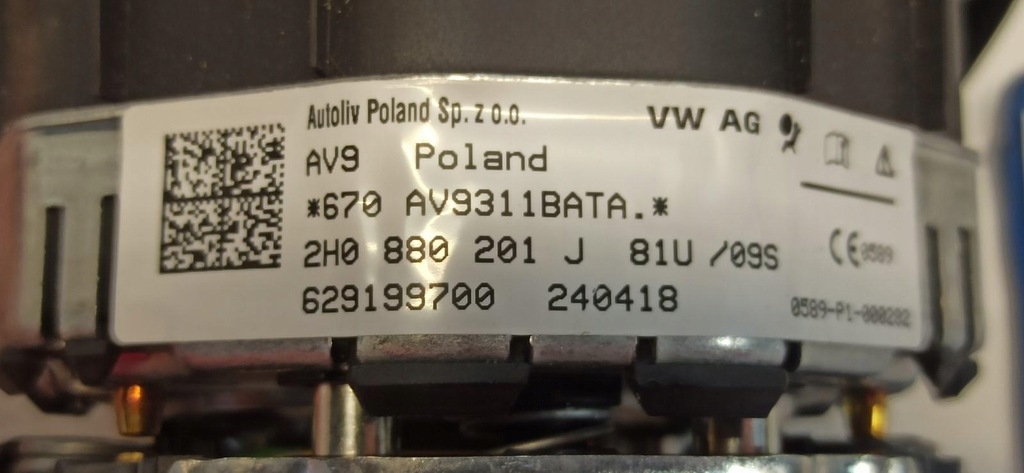 Autoliv Poland Sp. z o.o.
VW AG
AV9 Poland
*670 AV9311BATA.*
2H0 880 201 J 81U /09S
CE 0589
629199700 240418
0589-P1-000202